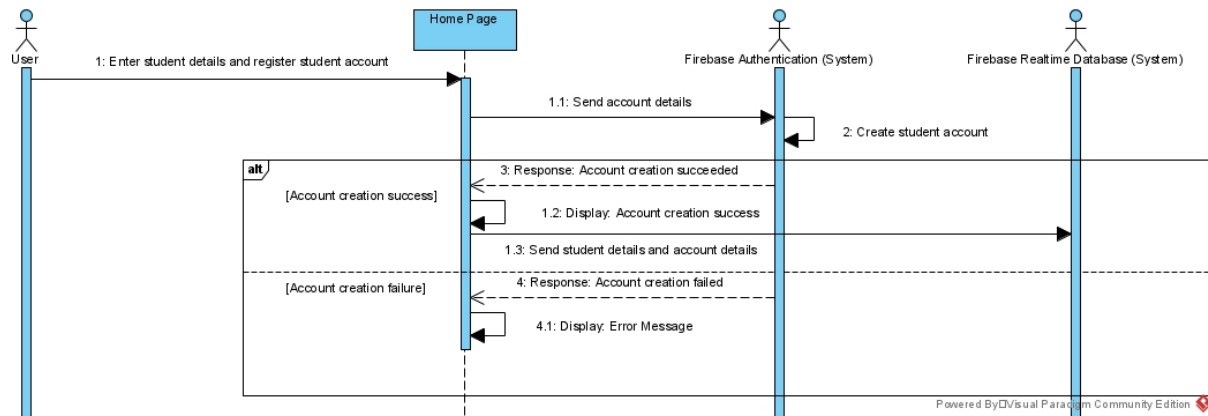 Home Page
User
Firebase Authentication (System)
Firebase Realtime Database (System)
1: Enter student details and register student account
1.1: Send account details
2: Create student account
alt
3: Response: Account creation succeeded
[Account creation success]
1.2: Display: Account creation success
1.3: Send student details and account details
[Account creation failure]
4: Response: Account creation failed
4.1: Display: Error Message
Powered By□Visual Paradigm Community Edition